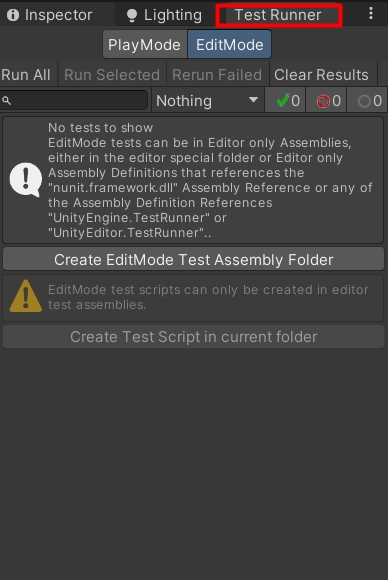 Inspector Lighting Test Runner
PlayMode EditMode
Run All Run Selected Rerun Failed Clear Results
Nothing 0 0 0
No tests to show
EditMode tests can be in Editor only Assemblies,
either in the editor special folder or Editor only
Assembly Definitions that references the
"nunit.framework.dll" Assembly Reference or any of
the Assembly Definition References
"UnityEngine.TestRunner" or
"UnityEditor.TestRunner"..
Create EditMode Test Assembly Folder
EditMode test scripts can only be created in editor
test assemblies.
Create Test Script in current folder